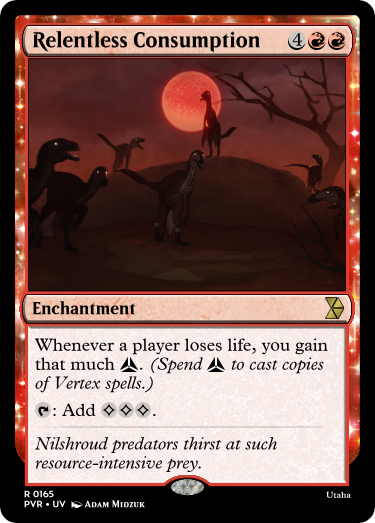 Relentless Consumption 4
Enchantment
Whenever a player loses life, you gain
that much . (Spend to cast copies
of Vertex spells.)
: Add .
Nilshroud predators thirst at such
resource-intensive prey.
R 0165
PVR • UV Adam Midzuk
Utaha